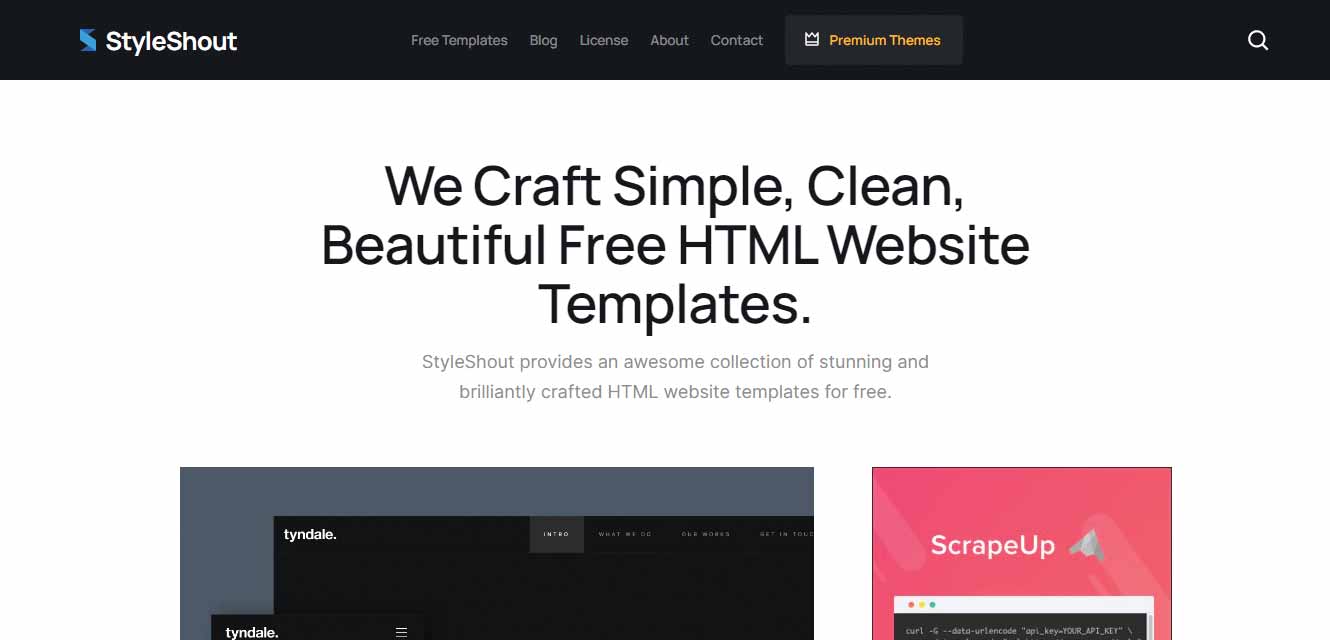 StyleShout
Free Templates
Blog
License
About
Contact
Premium Themes
We Craft Simple, Clean,
Beautiful Free HTML Website
Templates.
StyleShout provides an awesome collection of stunning and
brilliantly crafted HTML website templates for free.
tyndale.
INTRO
WHAT WE DO
OUR WORKS
GET IN TOUC
tyndale.
ScrapeUp
curl -G --data-urlencode "api_key=YOUR_API_KEY" \